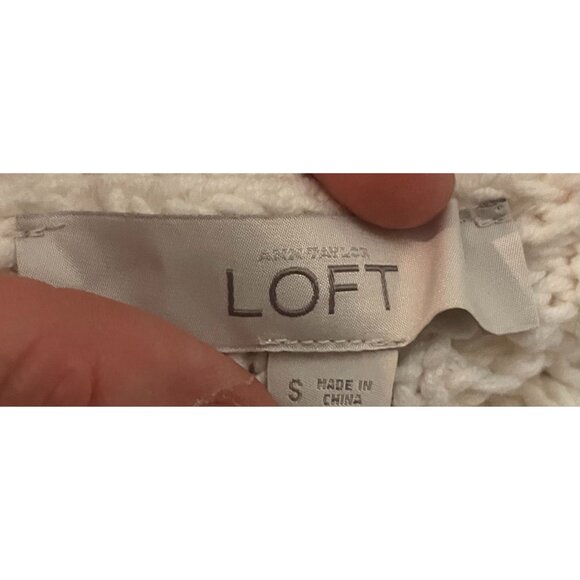 ANN TAYLOR
LOFT
S
MADE IN
CHINA